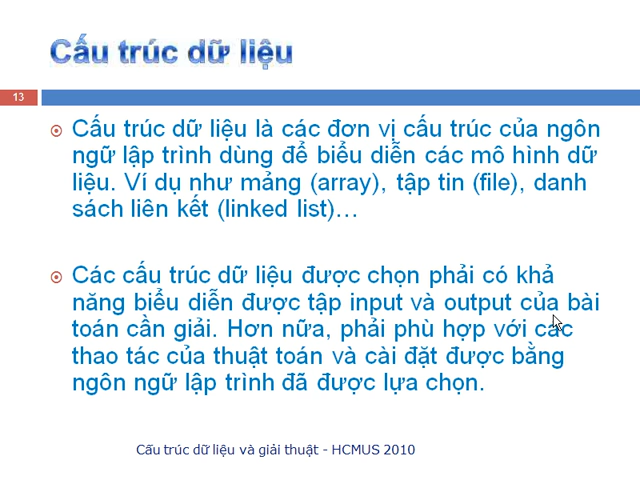 Cấu trúc dữ liệu
13
Cấu trúc dữ liệu là các đơn vị cấu trúc của ngôn
ngữ lập trình dùng để biểu diễn các mô hình dữ
liệu. Ví dụ như mảng (array), tập tin (file), danh
sách liên kết (linked list)…
Các cấu trúc dữ liệu được chọn phải có khả
năng biểu diễn được tập input và output của bài
toán cần giải. Hơn nữa, phải phù hợp với các
thao tác của thuật toán và cài đặt được bằng
ngôn ngữ lập trình đã được lựa chọn.
Cấu trúc dữ liệu và giải thuật - HCMUS 2010